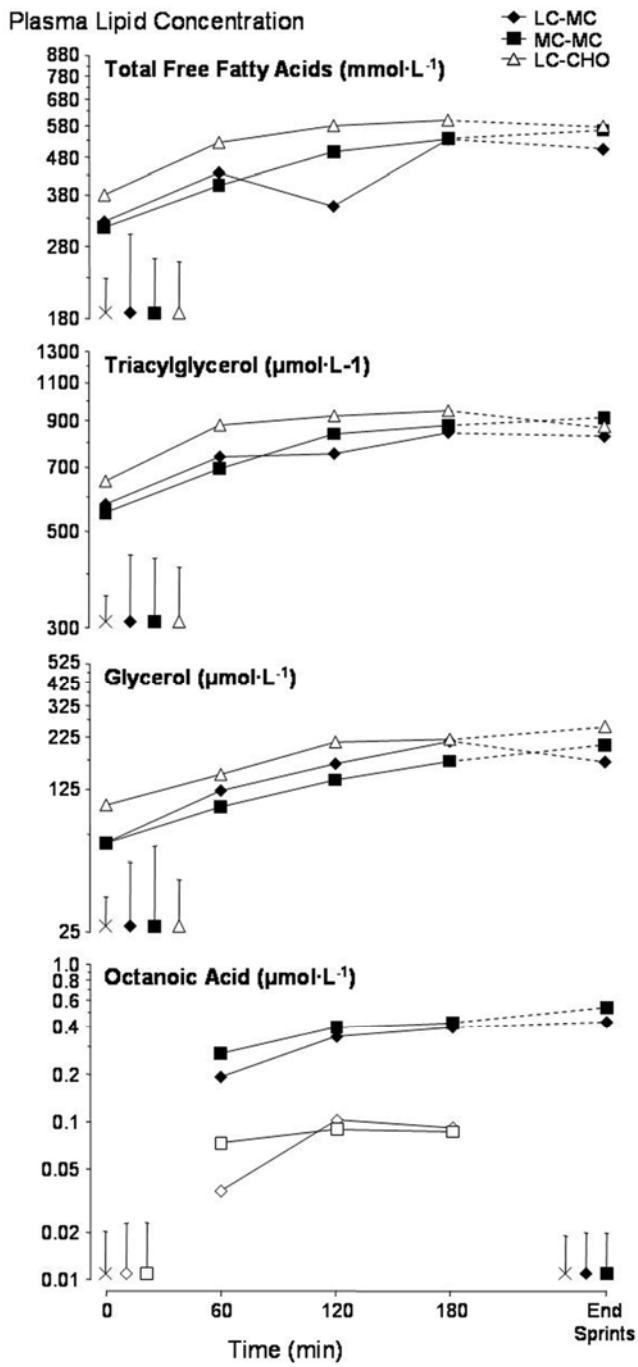 Plasma Lipid Concentration
LC-MC
MC-MC
LC-CHO
Total Free Fatty Acids (mmol·L-1)
880
780
680
580
480
380
280
180
Triacylglycerol (µmol·L-1)
1300
1100
900
700
500
300
Glycerol (µmol·L-1)
525
425
325
225
125
25
Octanoic Acid (µmol·L-1)
1.0
0.8
0.6
0.4
0.2
0.1
0.05
0.02
0.01
0 60 120 180 End
Sprints
Time (min)